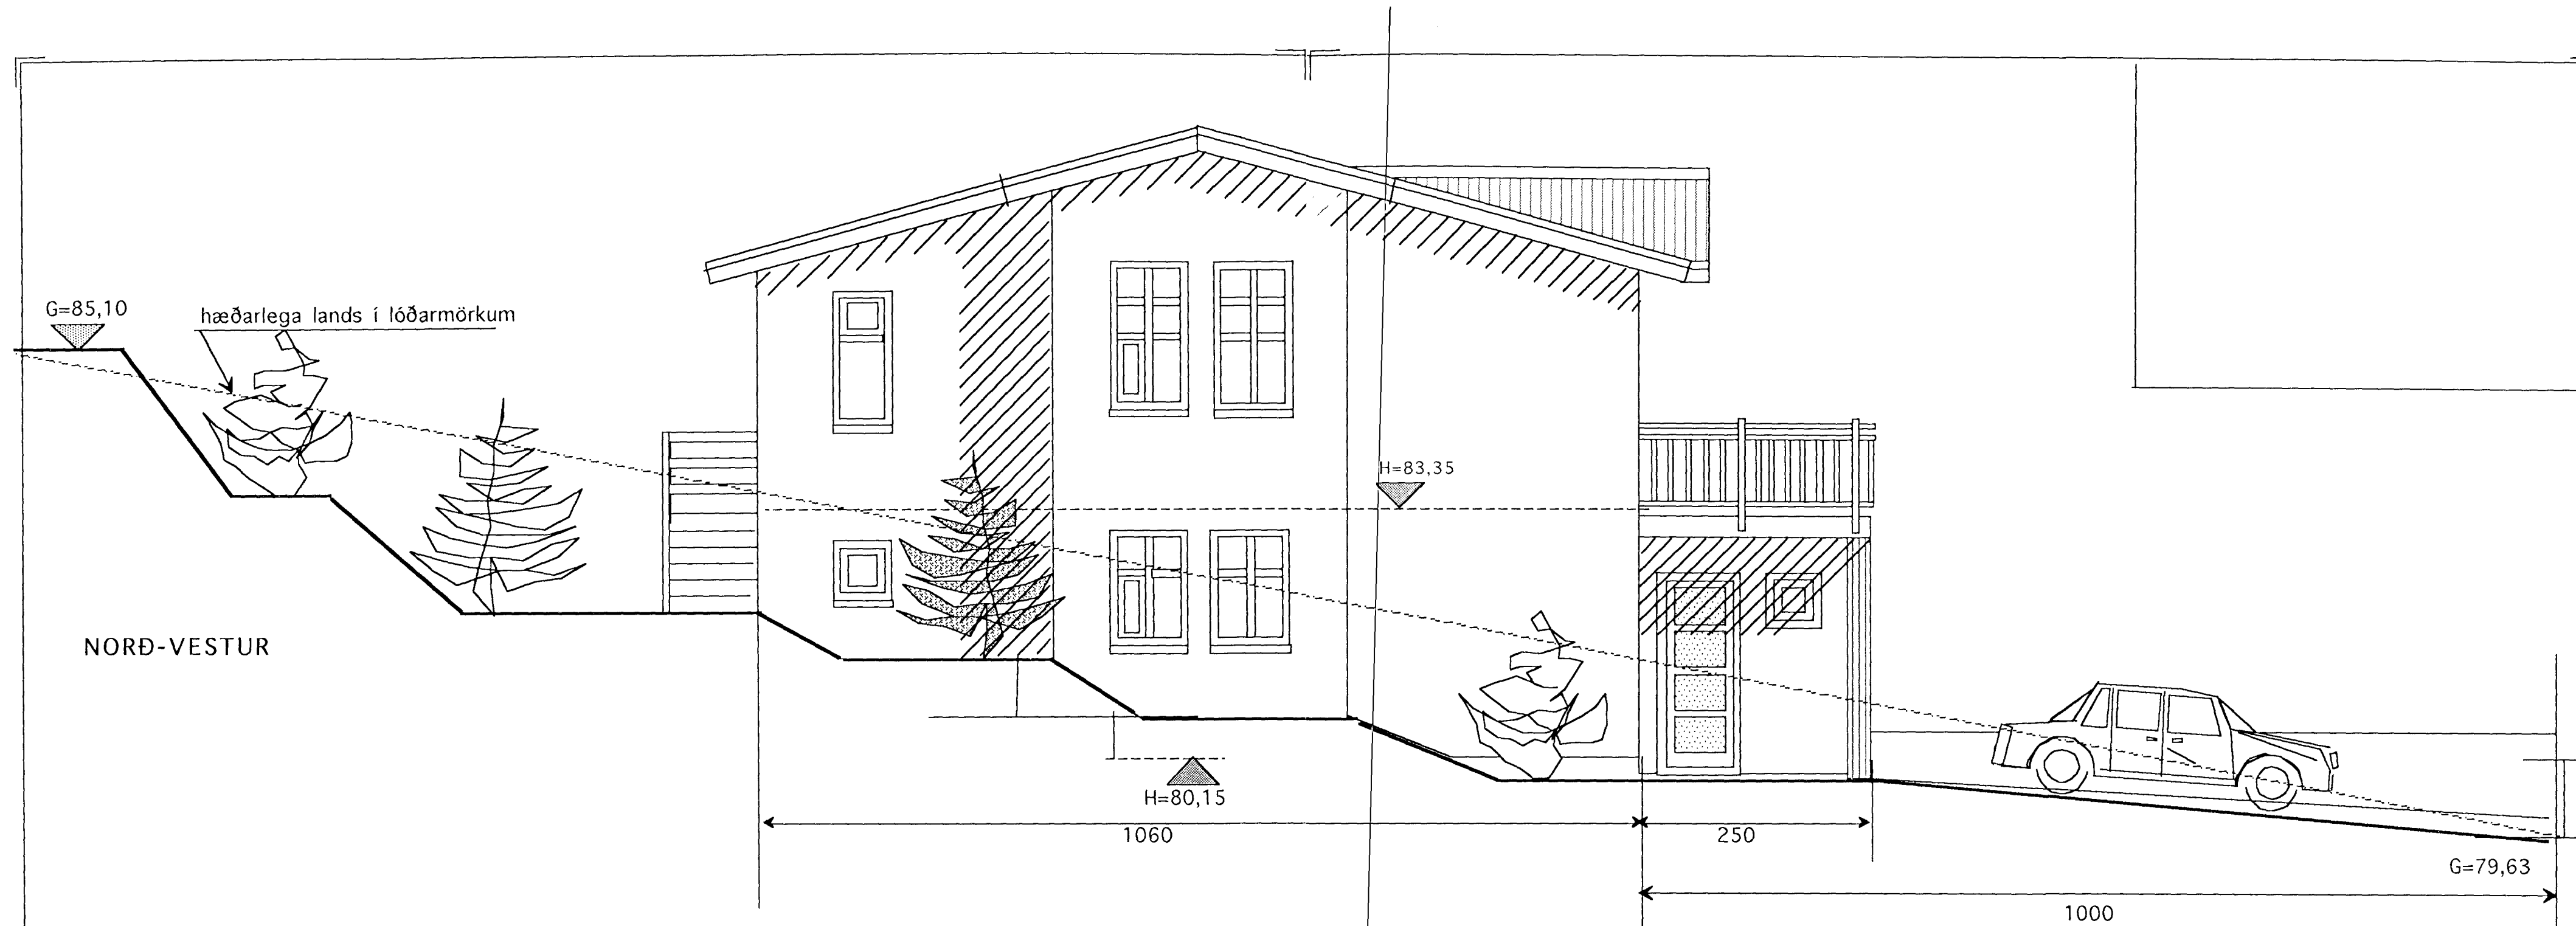 G=85,10
hæðarlega lands í lóðarmörkum
H=83,35
NORÐ-VESTUR
H=80,15
1060
250
G=79,63
1000